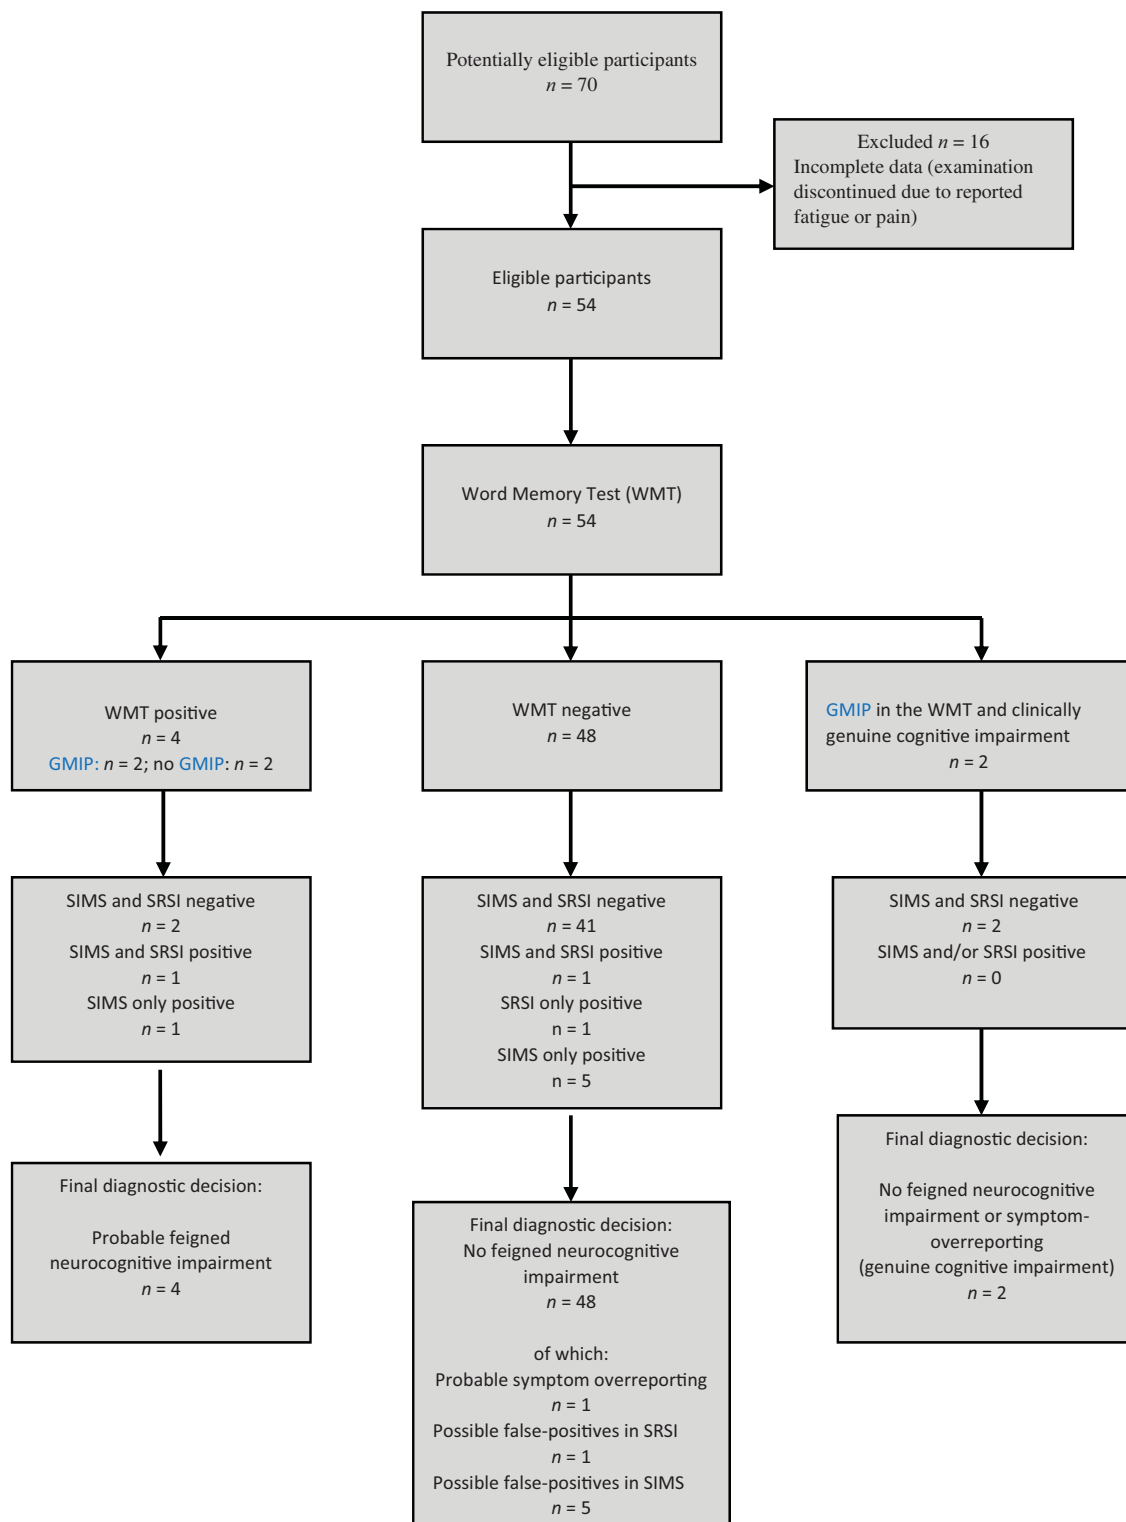 Potentially eligible participants
n = 70
Excluded n = 16
Incomplete data (examination
discontinued due to reported
fatigue or pain)
Eligible participants
n = 54
Word Memory Test (WMT)
n = 54
WMT positive
n = 4
GMIP: n = 2; no GMIP: n = 2
WMT negative
n = 48
GMIP in the WMT and clinically
genuine cognitive impairment
n = 2
SIMS and SRSI negative
n = 2
SIMS and SRSI positive
n = 1
SIMS only positive
n = 1
SIMS and SRSI negative
n = 41
SIMS and SRSI positive
n = 1
SRSI only positive
n = 1
SIMS only positive
n = 5
SIMS and SRSI negative
n = 2
SIMS and/or SRSI positive
n = 0
Final diagnostic decision:
Probable feigned
neurocognitive impairment
n = 4
Final diagnostic decision:
No feigned neurocognitive
impairment
n = 48
of which:
Probable symptom overreporting
n = 1
Possible false-positives in SRSI
n = 1
Possible false-positives in SIMS
n = 5
Final diagnostic decision:
No feigned neurocognitive
impairment or symptom-
overreporting
(genuine cognitive impairment)
n = 2